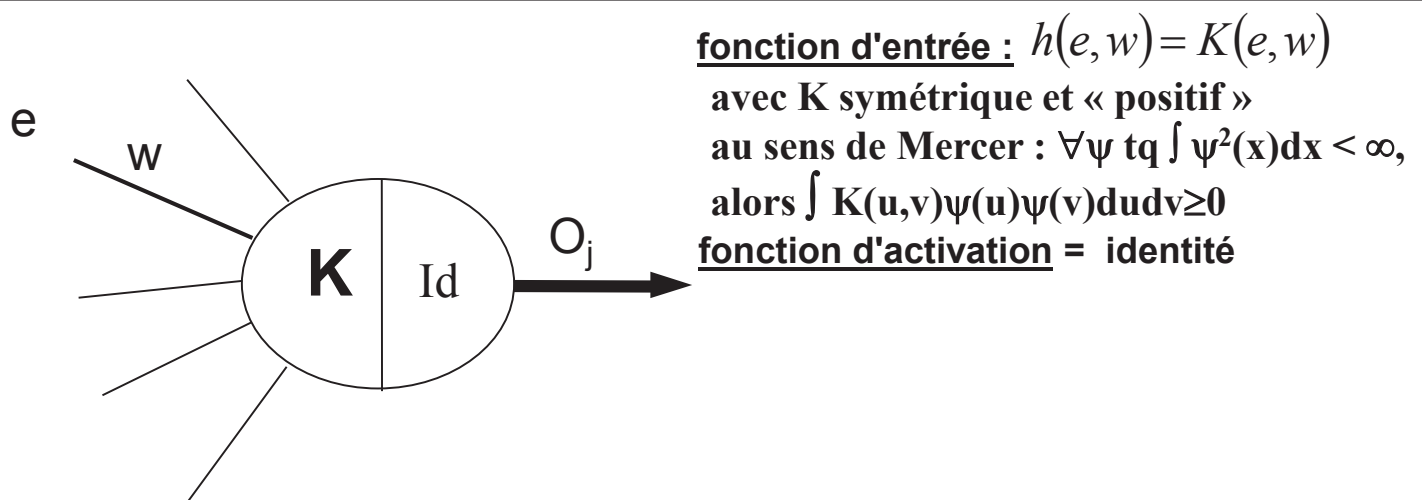 fonction d'entrée : h(e,w)= K(e,w)
avec K symétrique et « positif »
au sens de Mercer : ∀ψ tq ∫ ψ²(x)dx < ∞,
alors ∫ K(u,v)ψ(u)ψ(v)dudv≥0
fonction d'activation = identité
e
w
K
Id
Oj